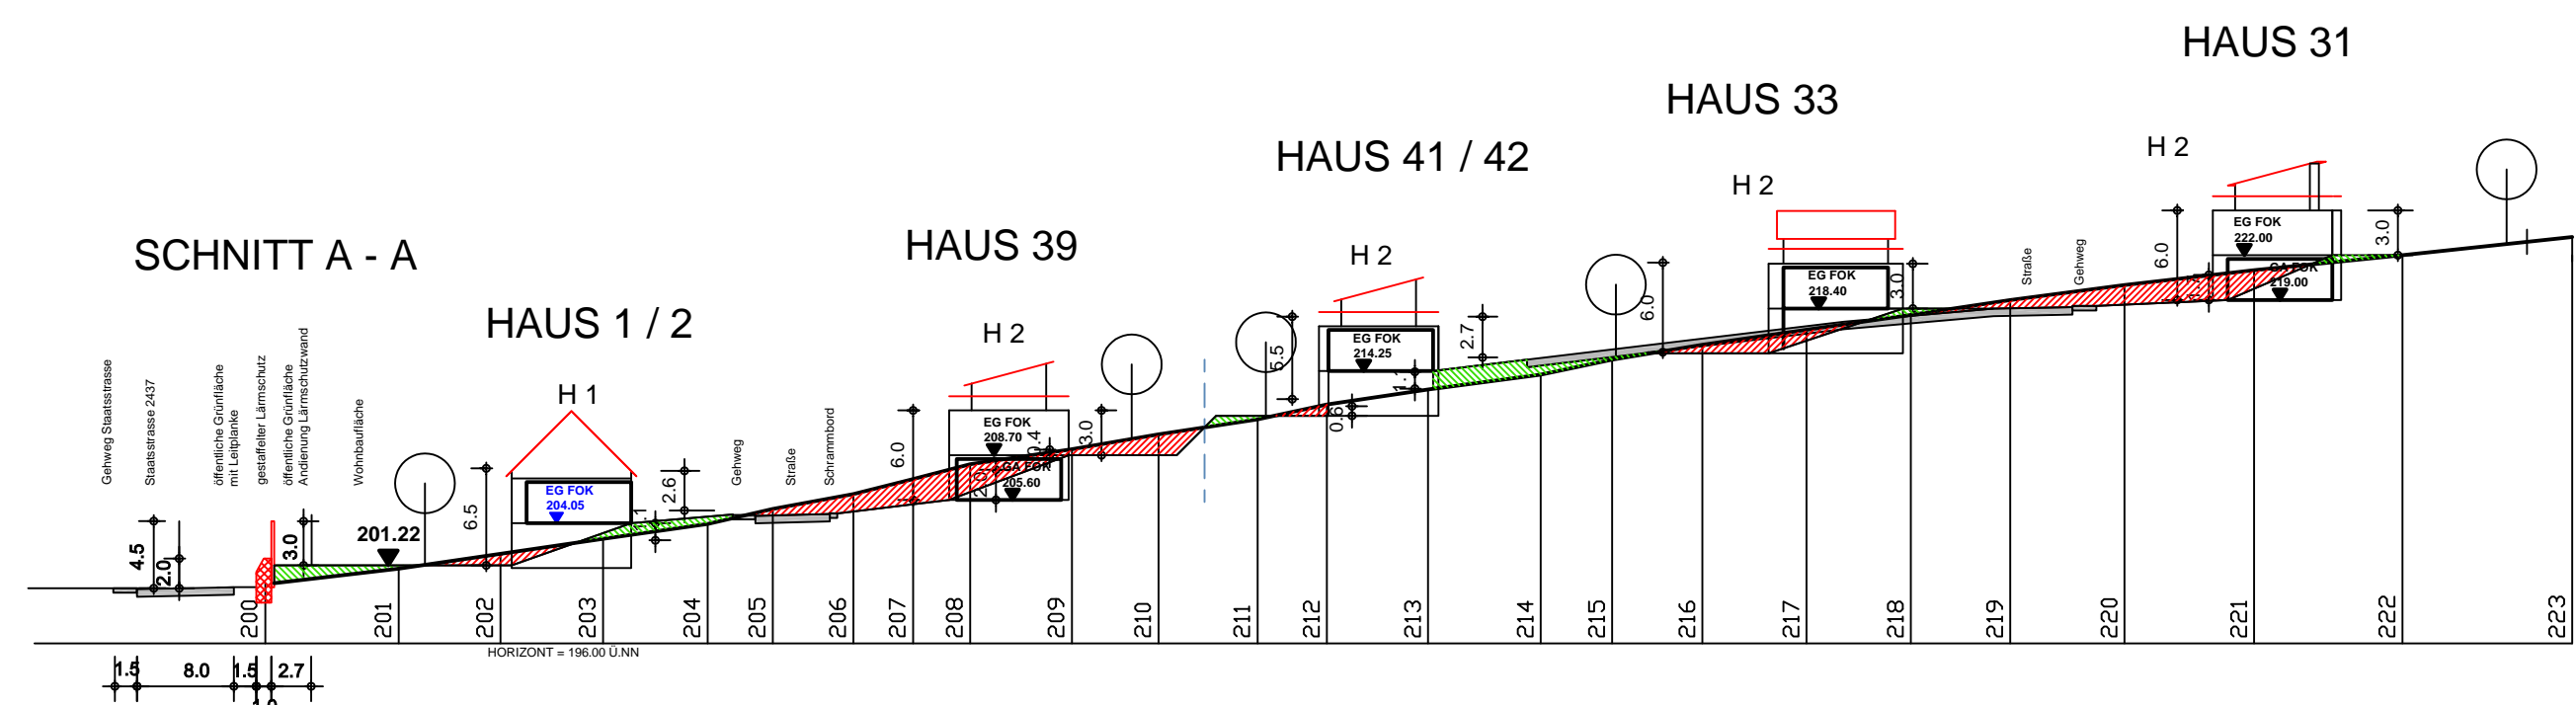 HAUS 31
HAUS 33
HAUS 41 / 42
HAUS 39
SCHNITT A - A
HAUS 1 / 2
H 2
H 2
H 2
H 2
H 1
Gehweg Staatsstrasse
Staatsstrasse 2437
öffentliche Grünfläche
mit Leitplanke
gestaffelter Lärmschutz
öffentliche Grünfläche
Andienung Lärmschutzwand
Wohnbaufläche
Gehweg
Straße
Schrammbord
Straße
Gehweg
4.5
2.0
3.0
201.22
6.5
EG FOK
204.05
2.6
6.0
EG FOK
208.70
GA FOK
205.60
0.4
3.0
5.5
EG FOK
214.25
0.6
2.7
6.0
EG FOK
218.40
3.0
6.0
EG FOK
222.00
GA FOK
219.00
3.0
200
201
202
203
204
205
206
207
208
209
210
211
212
213
214
215
216
217
218
219
220
221
222
223
HORIZONT = 196.00 Ü.NN
1.5
8.0
1.5
2.7
1.0